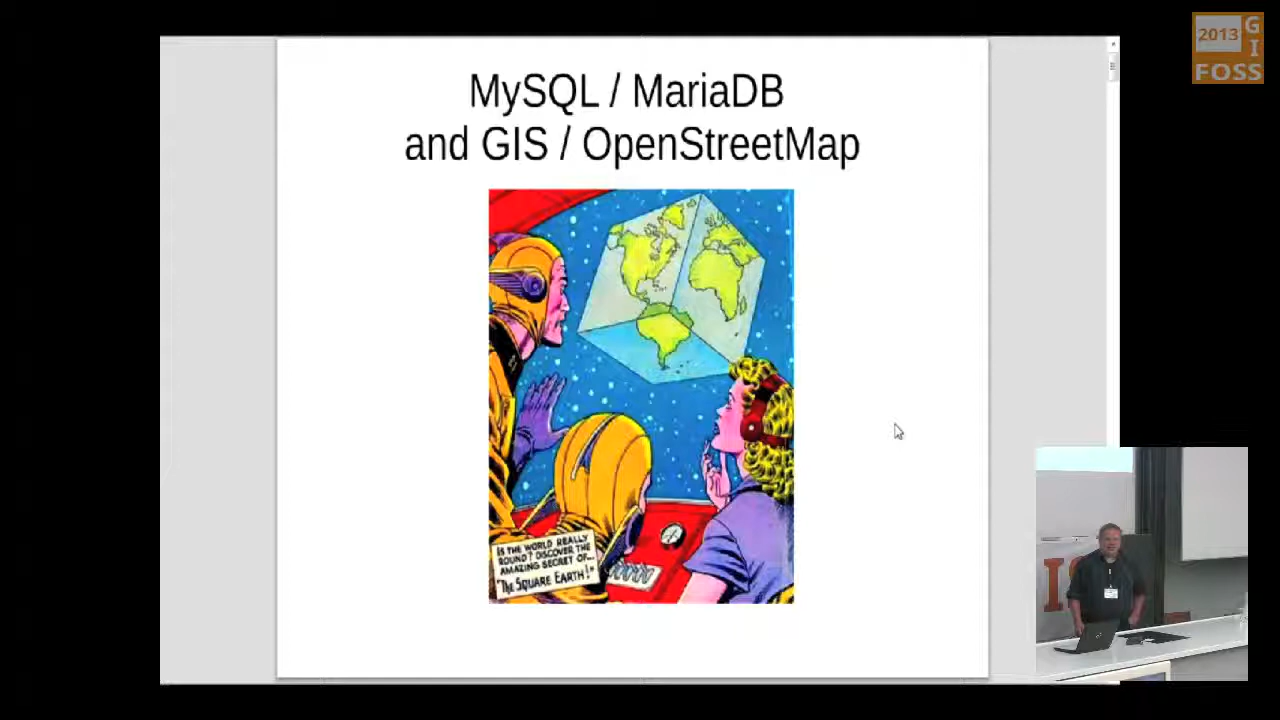 MySQL / MariaDB
and GIS / OpenStreetMap
2013
G
I
FOSS
IS THE WORLD REALLY
ROUND? DISCOVER THE
AMAZING SECRET OF...
"THE SQUARE EARTH!"